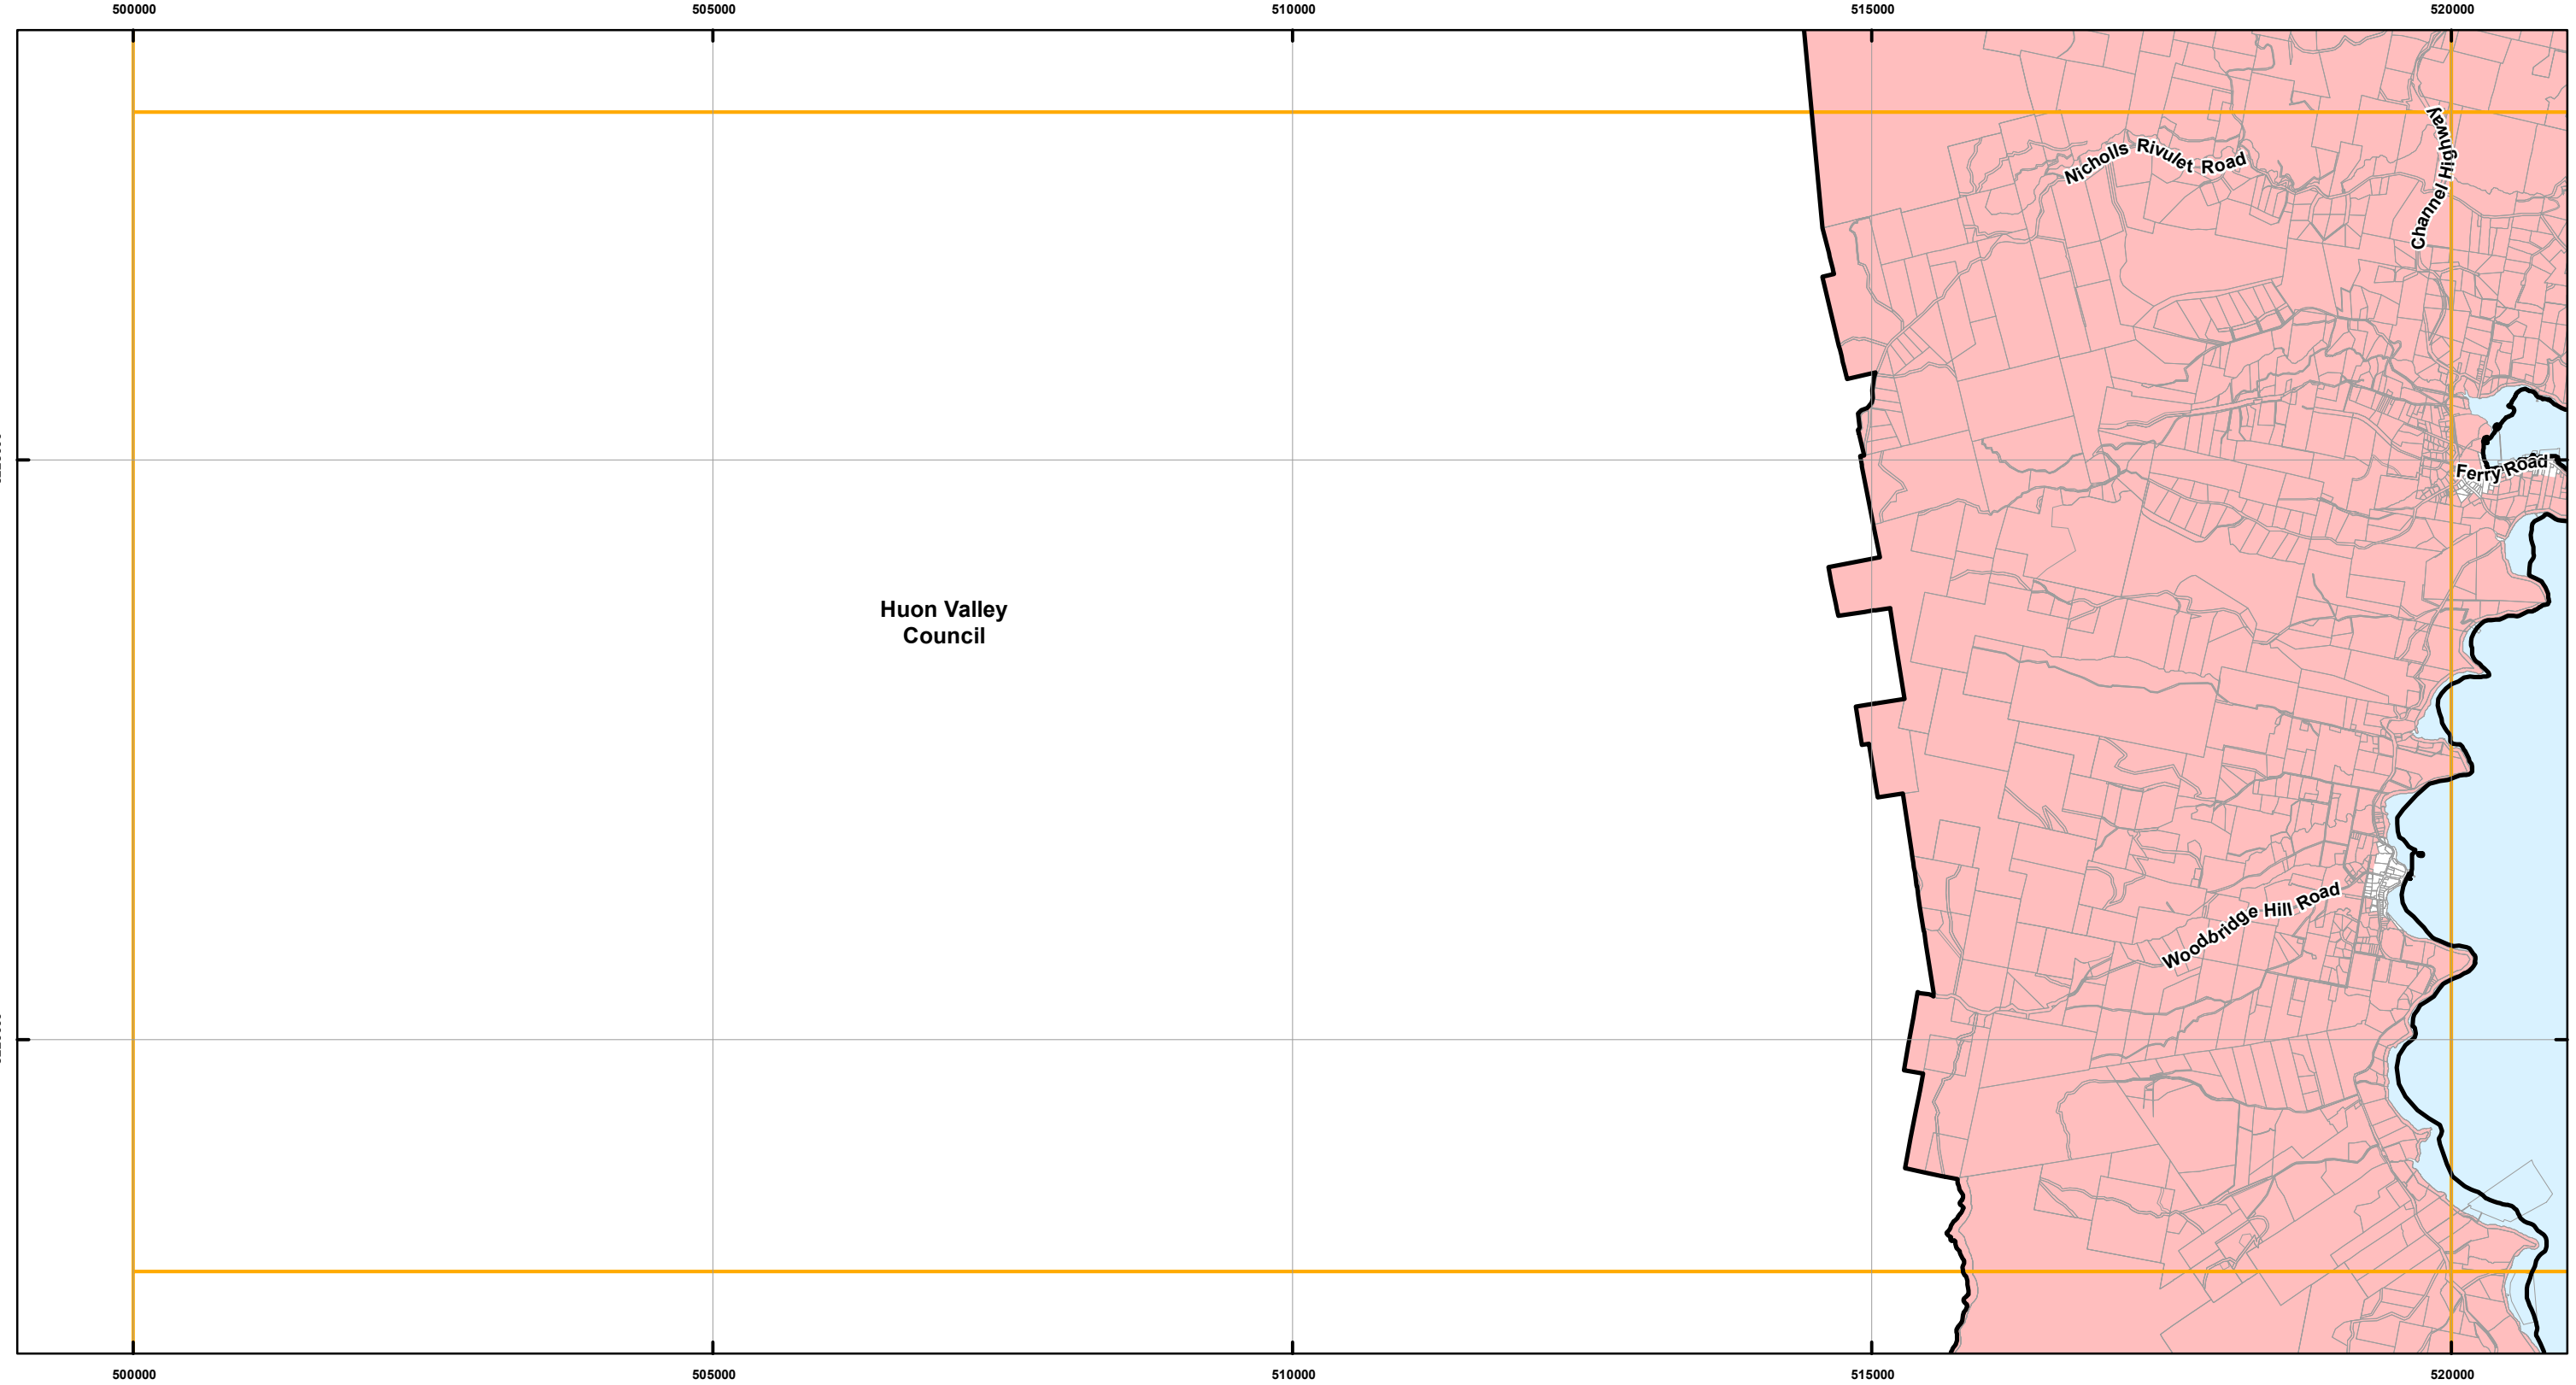 500000
505000
510000
515000
520000
Nicholls Rivulet Road
Channel Highway
Ferry Road
Huon Valley
Council
Woodbridge Hill Road
500000
505000
510000
515000
520000